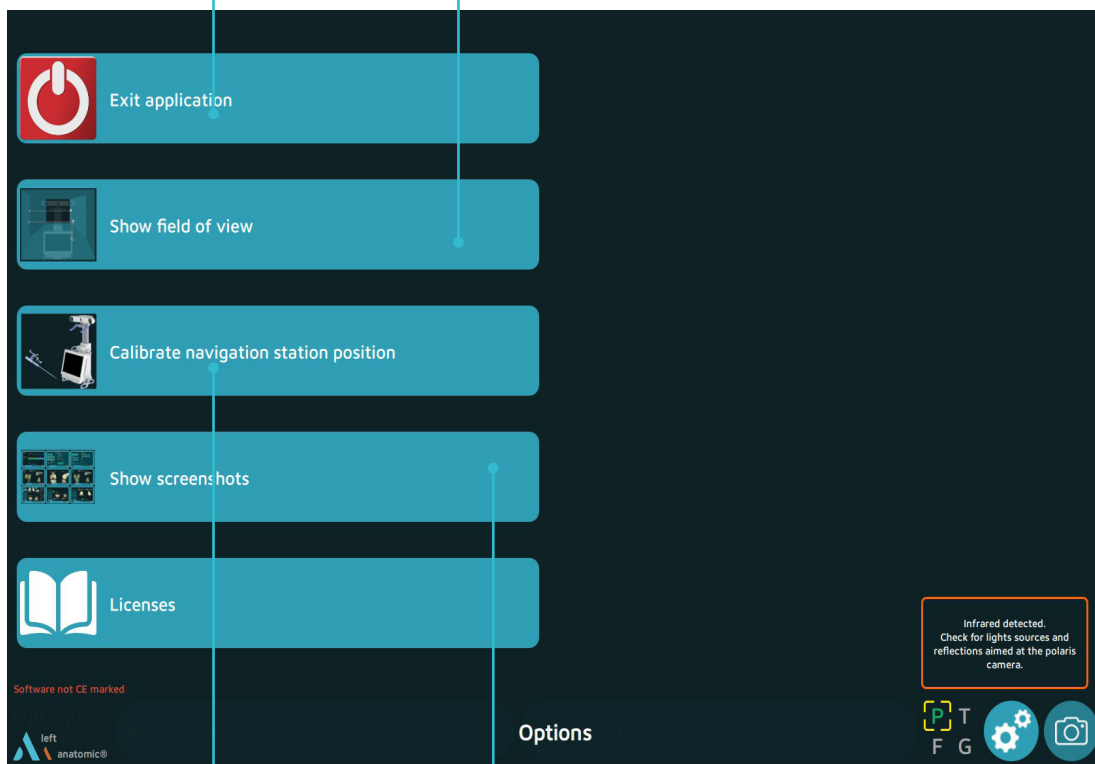 Exit application
Show field of view
Calibrate navigation station position
Show screenshots
Licenses
Infrared detected.
Check for lights sources and
reflections aimed at the polaris
camera.
Software not CE marked
Options
left
anatomic®
Options
P T
F G